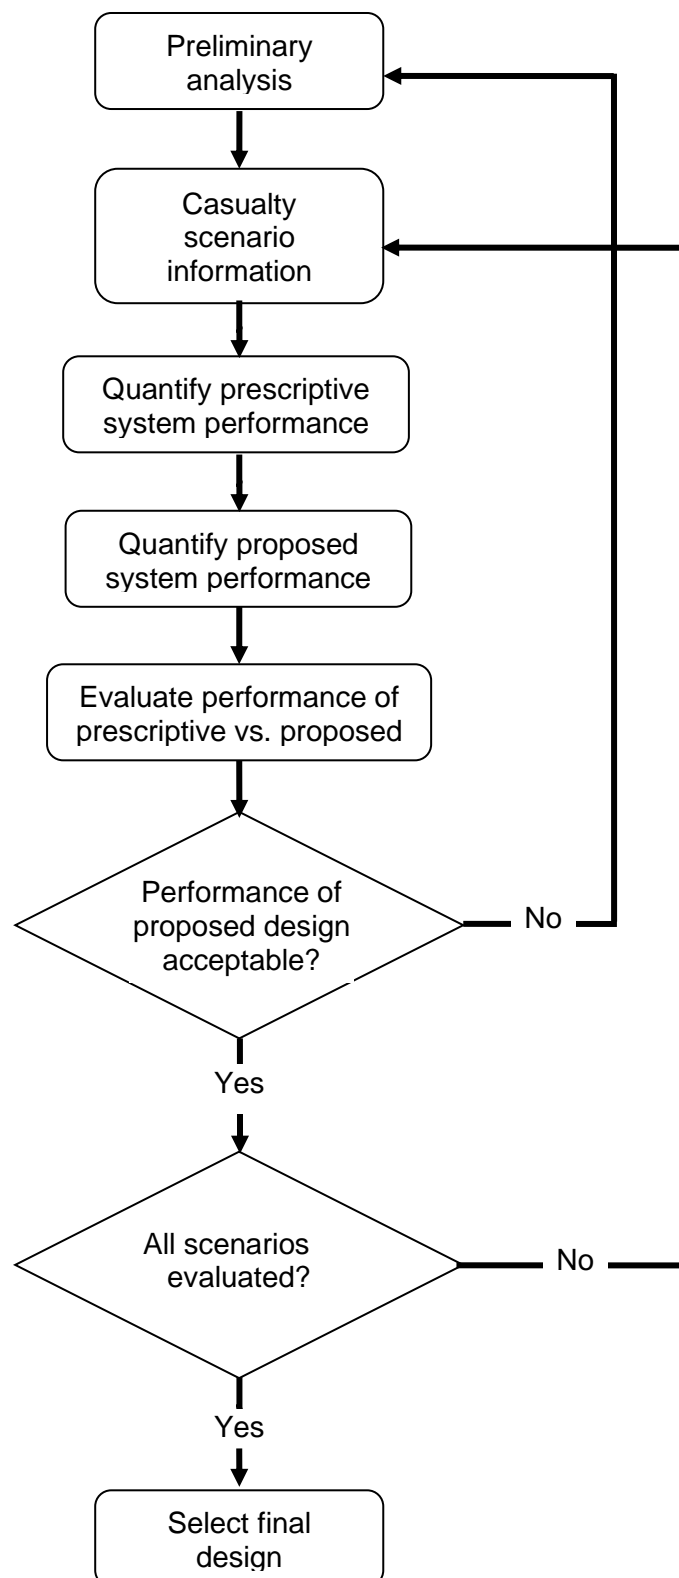 Preliminary
analysis
Casualty
scenario
information
Quantify prescriptive
system performance
Quantify proposed
system performance
Evaluate performance of
prescriptive vs. proposed
Performance of
proposed design
acceptable?
No
Yes
All scenarios
evaluated?
No
Yes
Select final
design